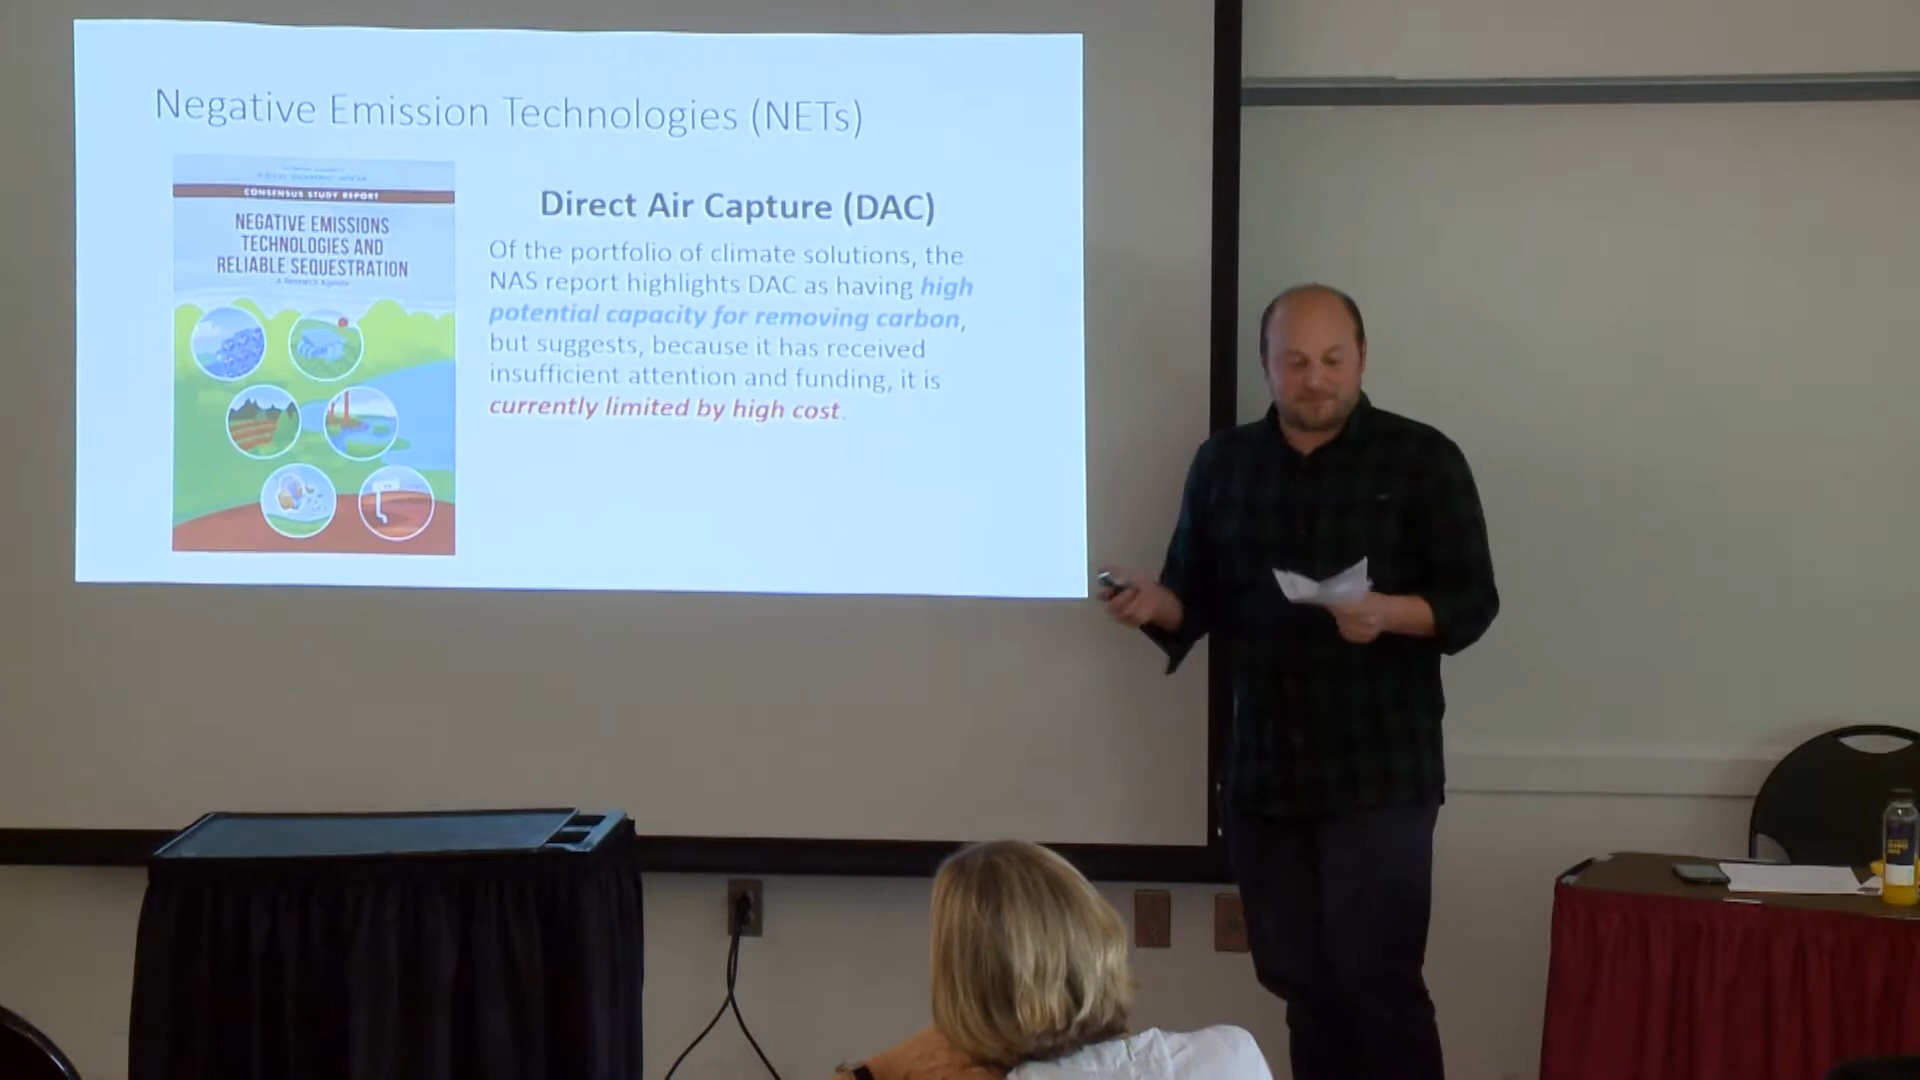 Negative Emission Technologies (NETs)
CONSENSUS STUDY REPORT
NEGATIVE EMISSIONS
TECHNOLOGIES AND
RELIABLE SEQUESTRATION
A Research Agenda
Direct Air Capture (DAC)
Of the portfolio of climate solutions, the
NAS report highlights DAC as having high
potential capacity for removing carbon,
but suggests, because it has received
insufficient attention and funding, it is
currently limited by high cost.